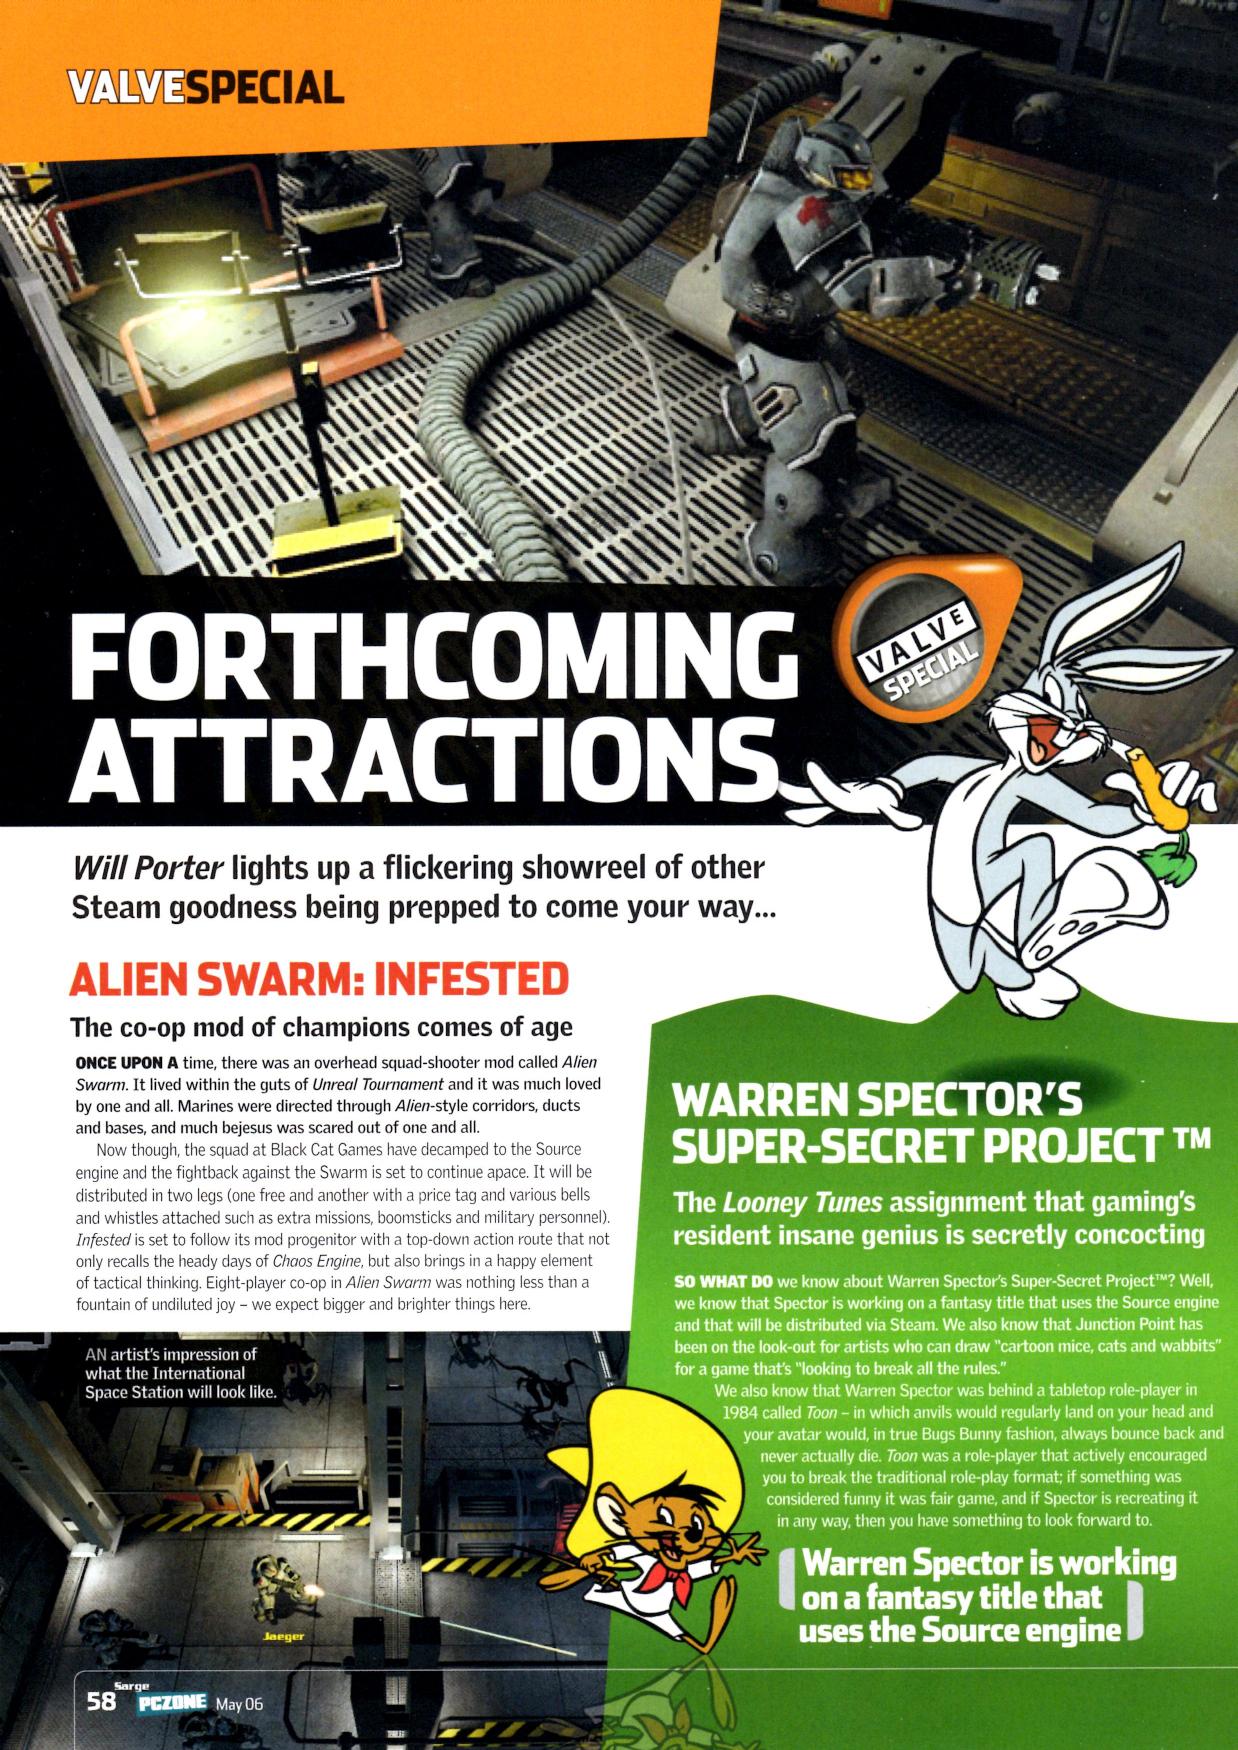 VALVESPECIAL
FORTHCOMING
ATTRACTIONS
VALVE
SPECIAL
Will Porter lights up a flickering showreel of other
Steam goodness being prepped to come your way...
ALIEN SWARM: INFESTED
The co-op mod of champions comes of age
ONCE UPON A time, there was an overhead squad-shooter mod called Alien
Swarm. It lived within the guts of Unreal Tournament and it was much loved
by one and all. Marines were directed through Alien-style corridors, ducts
and bases, and much bejesus was scared out of one and all.
Now though, the squad at Black Cat Games have decamped to the Source
engine and the fightback against the Swarm is set to continue apace. It will be
distributed in two legs (one free and another with a price tag and various bells
and whistles attached such as extra missions, boomsticks and military personnel).
Infested is set to follow its mod progenitor with a top-down action route that not
only recalls the heady days of Chaos Engine, but also brings in a happy element
of tactical thinking. Eight-player co-op in Alien Swarm was nothing less than a
fountain of undiluted joy – we expect bigger and brighter things here.
AN artist's impression of
what the International
Space Station will look like.
Jaeger
Sarge
WARREN SPECTOR'S
SUPER-SECRET PROJECT ™
The Looney Tunes assignment that gaming's
resident insane genius is secretly concocting
SO WHAT DO we know about Warren Spector's Super-Secret Project™? Well,
we know that Spector is working on a fantasy title that uses the Source engine
and that will be distributed via Steam. We also know that Junction Point has
been on the look-out for artists who can draw "cartoon mice, cats and wabbits"
for a game that's "looking to break all the rules."
We also know that Warren Spector was behind a tabletop role-player in
1984 called Toon – in which anvils would regularly land on your head and
your avatar would, in true Bugs Bunny fashion, always bounce back and
never actually die. Toon was a role-player that actively encouraged
you to break the traditional role-play format; if something was
considered funny it was fair game, and if Spector is recreating it
in any way, then you have something to look forward to.
Warren Spector is working
on a fantasy title that
uses the Source engine
58 PCZONE May 06